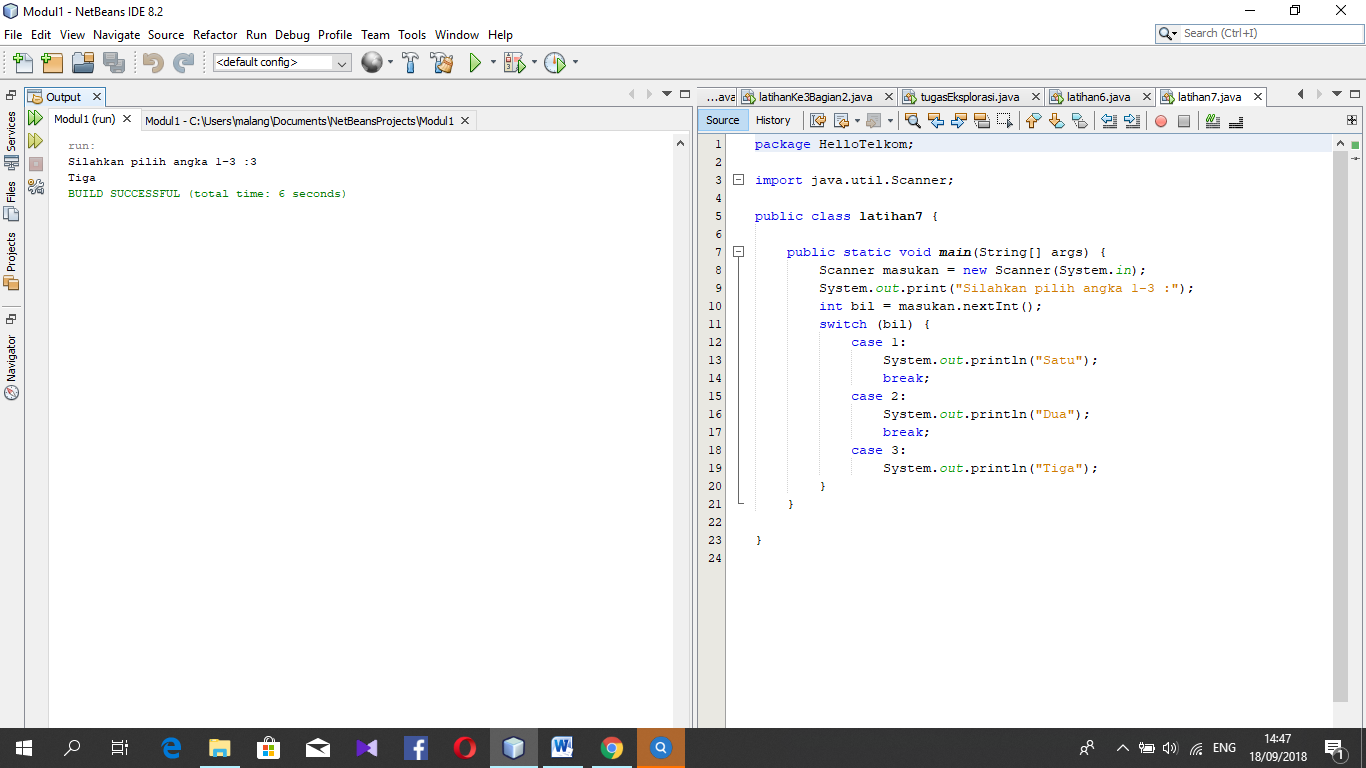 Modul1 - NetBeans IDE 8.2
File Edit View Navigate Source Refactor Run Debug Profile Team Tools Window Help
Search (Ctrl+I)
<default config>
Services
Files
Projects
Navigator
Output
Modul1 (run)
Modul1 - C:\Users\malang\Documents\NetBeansProjects\Modul1
run:
Silahkan pilih angka 1-3 :3
Tiga
BUILD SUCCESSFUL (total time: 6 seconds)
...ava latihanKe3Bagian2.java tugasEksplorasi.java latihan6.java latihan7.java
Source History
1 package HelloTelkom;
2
3 import java.util.Scanner;
4
5 public class latihan7 {
6
7 public static void main(String[] args) {
8 Scanner masukan = new Scanner(System.in);
9 System.out.print("Silahkan pilih angka 1-3 :");
10 int bil = masukan.nextInt();
11 switch (bil) {
12 case 1:
13 System.out.println("Satu");
14 break;
15 case 2:
16 System.out.println("Dua");
17 break;
18 case 3:
19 System.out.println("Tiga");
20 }
21 }
22
23 }
24
ENG
14:47
18/09/2018
1